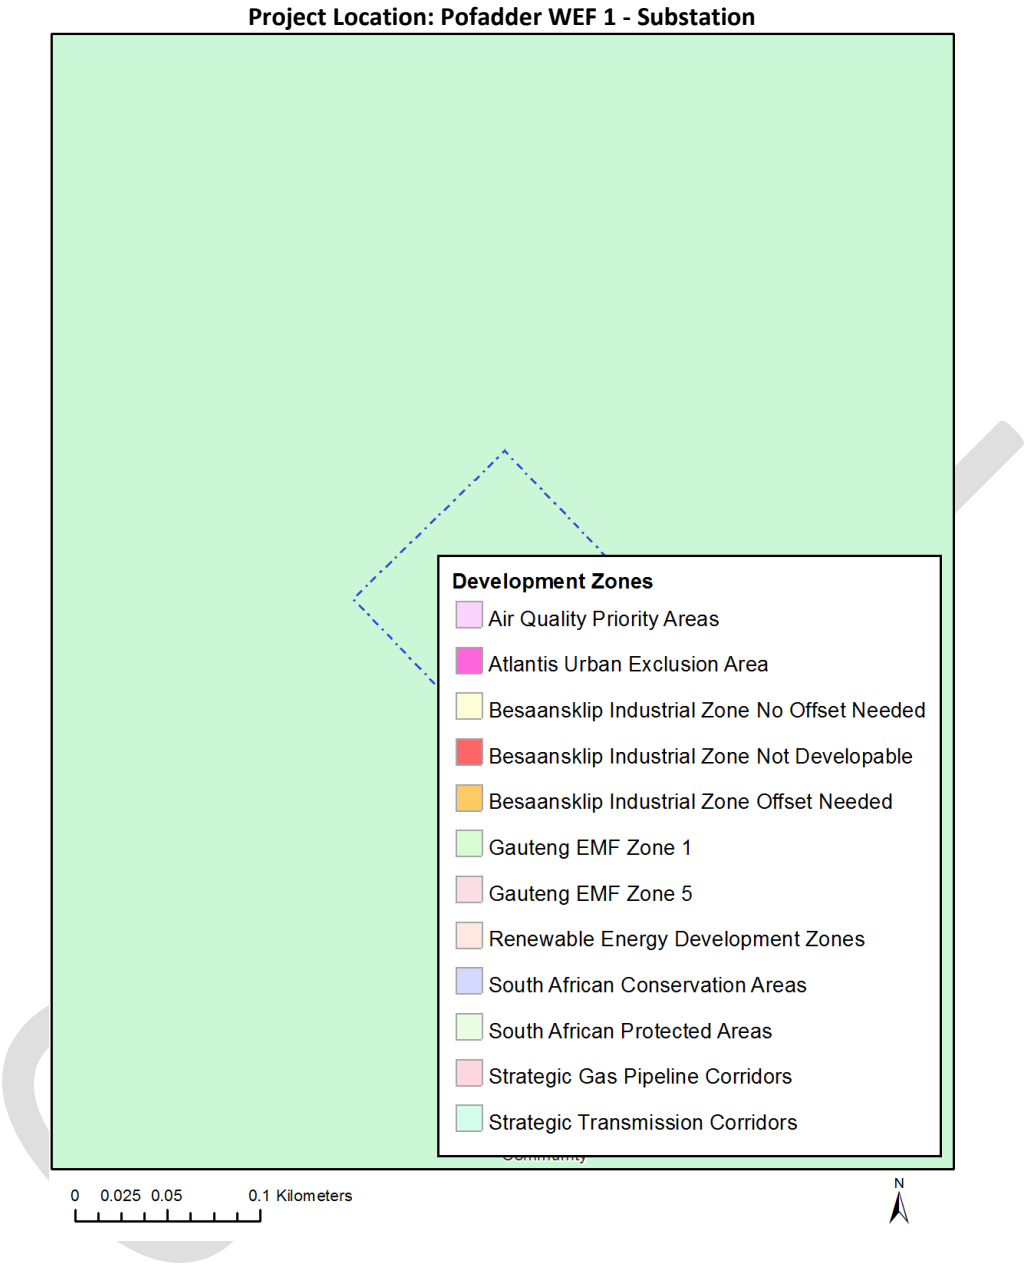 Project Location: Pofadder WEF 1 - Substation
Development Zones
Air Quality Priority Areas
Atlantis Urban Exclusion Area
Besaansklip Industrial Zone No Offset Needed
Besaansklip Industrial Zone Not Developable
Besaansklip Industrial Zone Offset Needed
Gauteng EMF Zone 1
Gauteng EMF Zone 5
Renewable Energy Development Zones
South African Conservation Areas
South African Protected Areas
Strategic Gas Pipeline Corridors
Strategic Transmission Corridors
Community
0 0.025 0.05 0.1 Kilometers
N